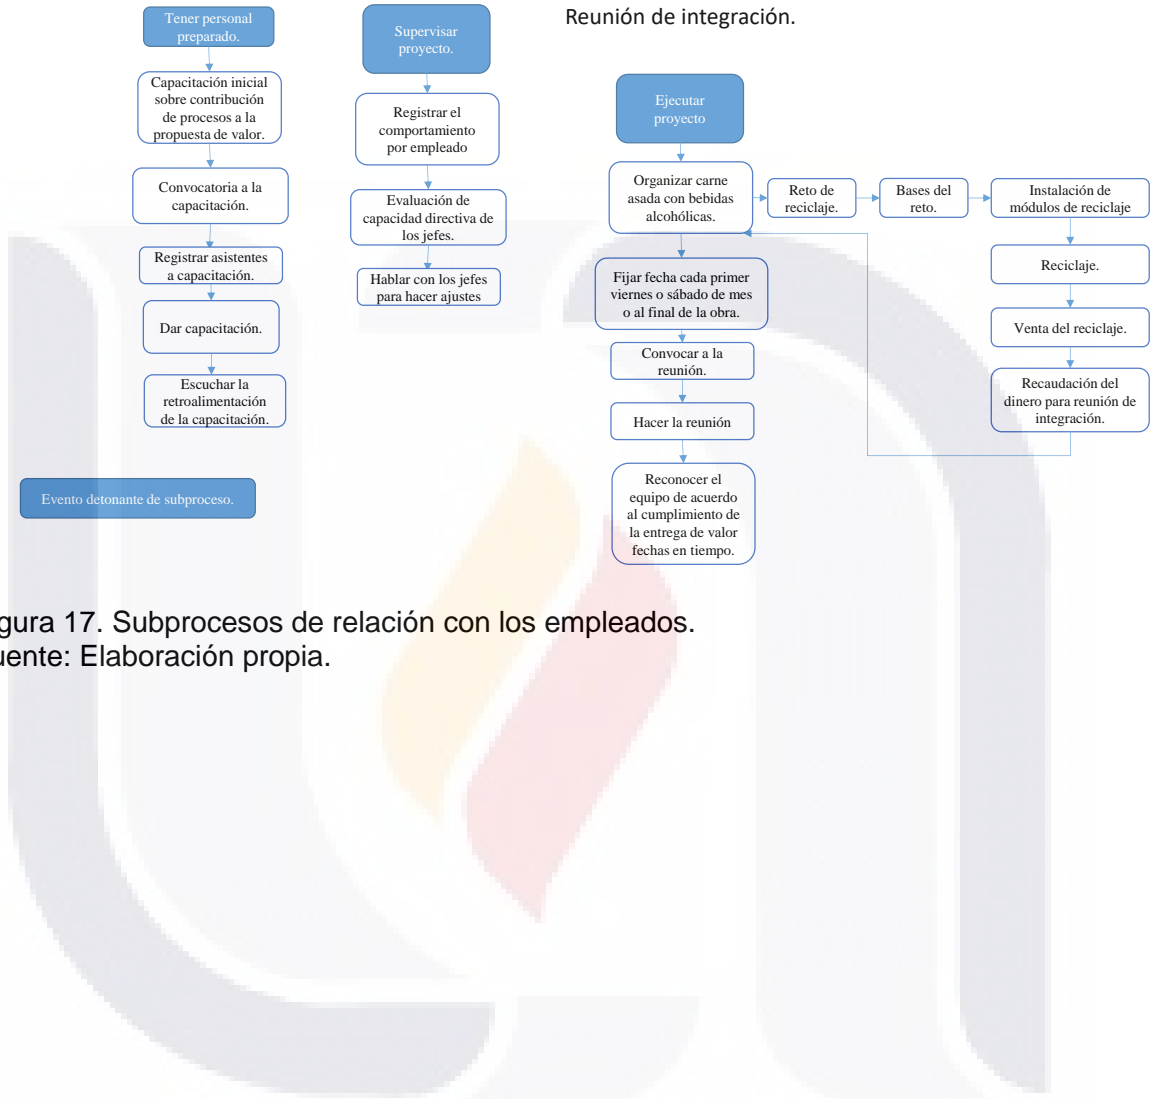 Reunión de integración.
Tener personal
preparado.
Capacitación inicial
sobre contribución
de procesos a la
propuesta de valor.
Convocatoria a la
capacitación.
Registrar asistentes
a capacitación.
Dar capacitación.
Escuchar la
retroalimentación
de la capacitación.
Supervisar
proyecto.
Registrar el
comportamiento
por empleado
Evaluación de
capacidad directiva de
los jefes.
Hablar con los jefes
para hacer ajustes
Ejecutar
proyecto
Organizar carne
asada con bebidas
alcohólicas.
Fijar fecha cada primer
viernes o sábado de mes
o al final de la obra.
Convocar a la
reunión.
Hacer la reunión
Reconocer el
equipo de acuerdo
al cumplimiento de
la entrega de valor
fechas en tiempo.
Reto de
reciclaje.
Bases del
reto.
Instalación de
módulos de reciclaje
Reciclaje.
Venta del reciclaje.
Recaudación del
dinero para reunión de
integración.
Evento detonante de subproceso.
gura 17. Subprocesos de relación con los empleados.
uente: Elaboración propia.